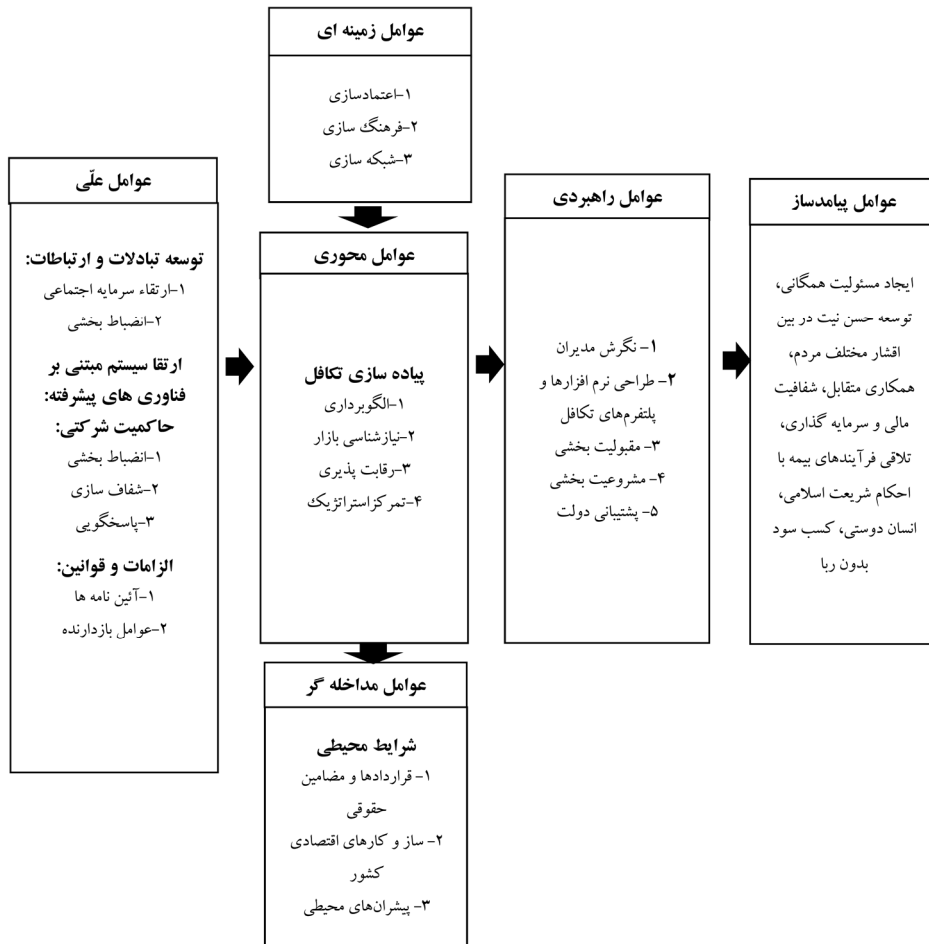 عوامل زمینه ای
۱-اعتمادسازی
۲-فرهنگ سازی
۳-شبکه سازی
عوامل علّی
توسعه تبادلات و ارتباطات:
۱-ارتقاء سرمایه اجتماعی
۲-انضباط بخشی
ارتقا سیستم مبتنی بر
فناوری های پیشرفته:
حاکمیت شرکتی:
۱-انضباط بخشی
۲-شفاف سازی
۳-پاسخگویی
الزامات و قوانین:
۱-آئین نامه ها
۲-عوامل بازدارنده
عوامل محوری
پیاده سازی تکافل
۱-الگوبرداری
۲-نیازشناسی بازار
۳-رقابت پذیری
۴-تمرکزاستراتژیک
عوامل راهبردی
۱- نگرش مدیران
۲- طراحی نرم افزارها و
پلتفرم‌های تکافل
۳- مقبولیت بخشی
۴- مشروعیت بخشی
۵- پشتیبانی دولت
عوامل پیامدساز
ایجاد مسئولیت همگانی،
توسعه حسن نیت در بین
اقشار مختلف مردم،
همکاری متقابل، شفافیت
مالی و سرمایه گذاری،
تلاقی فرآیندهای بیمه با
احکام شریعت اسلامی،
انسان دوستی، کسب سود
بدون ربا
عوامل مداخله گر
شرایط محیطی
۱- قراردادها و مضامین
حقوقی
۲- ساز و کارهای اقتصادی
کشور
۳- پیشران‌های محیطی